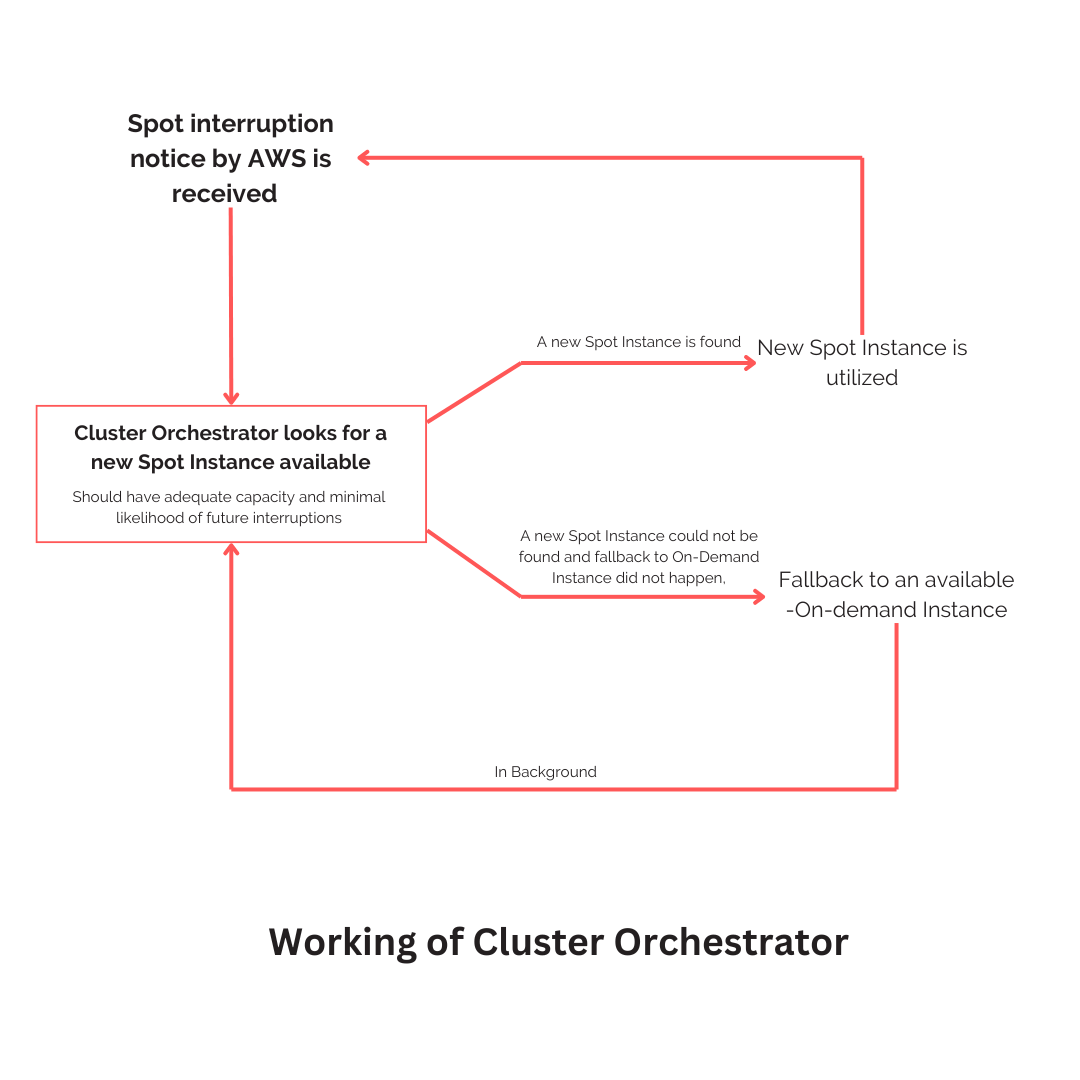 Spot interruption
notice by AWS is
received
A new Spot Instance is found
New Spot Instance is
utilized
Cluster Orchestrator looks for a
new Spot Instance available
Should have adequate capacity and minimal
likelihood of future interruptions
A new Spot Instance could not be
found and fallback to On-Demand
Instance did not happen,
Fallback to an available
-On-demand Instance
In Background
Working of Cluster Orchestrator